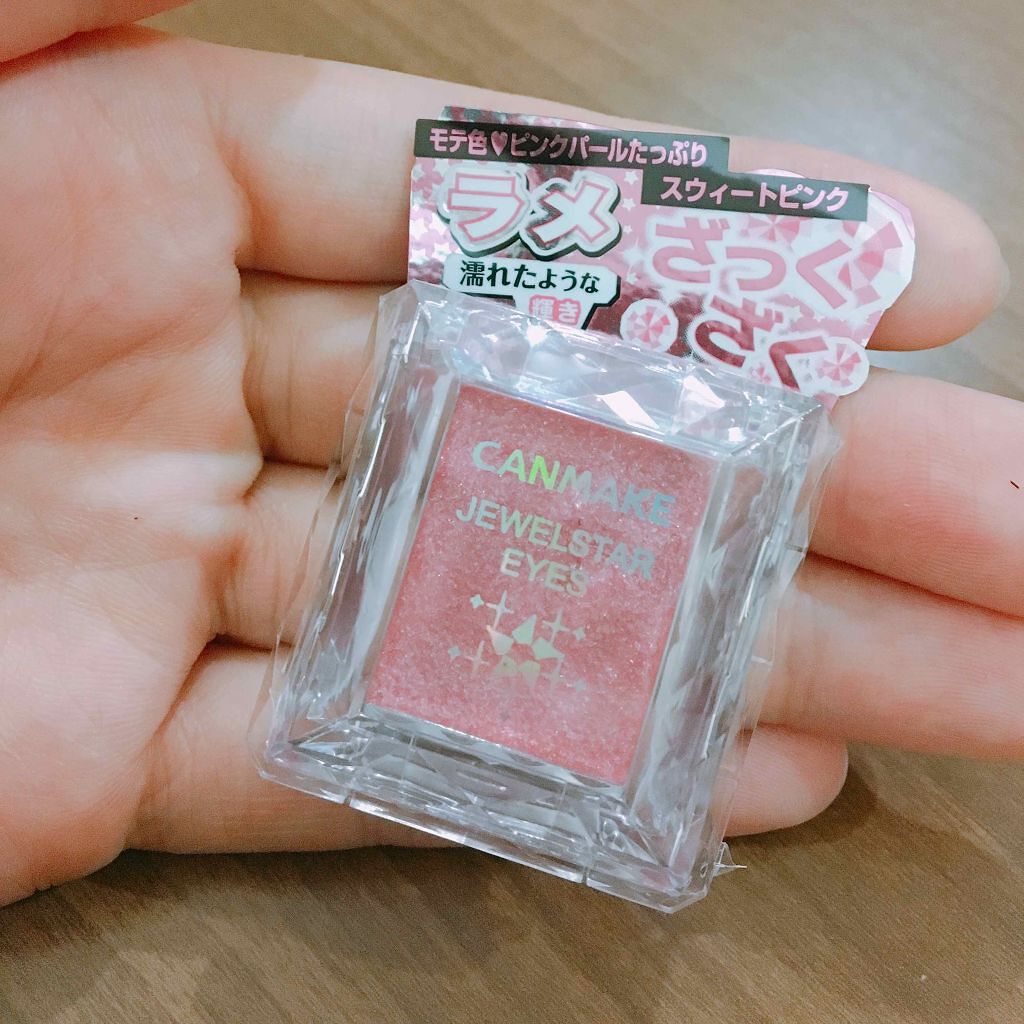 モテ色♥ピンクパールたっぷり
スウィートピンク
ラメ
ざっく
ざく
濡れたような
輝き
CANMAKE
JEWELSTAR
EYES